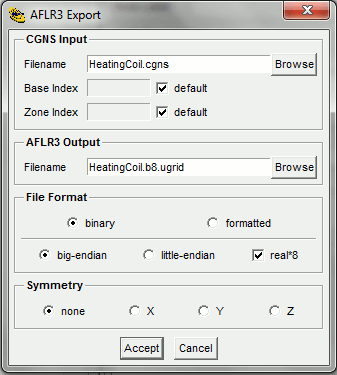 AFLR3 Export
CGNS Input
Filename HeatingCoil.cgns Browse
Base Index default
Zone Index default
AFLR3 Output
Filename HeatingCoil.b8.ugrid Browse
File Format
binary formatted
big-endian little-endian real*8
Symmetry
none X Y Z
Accept Cancel